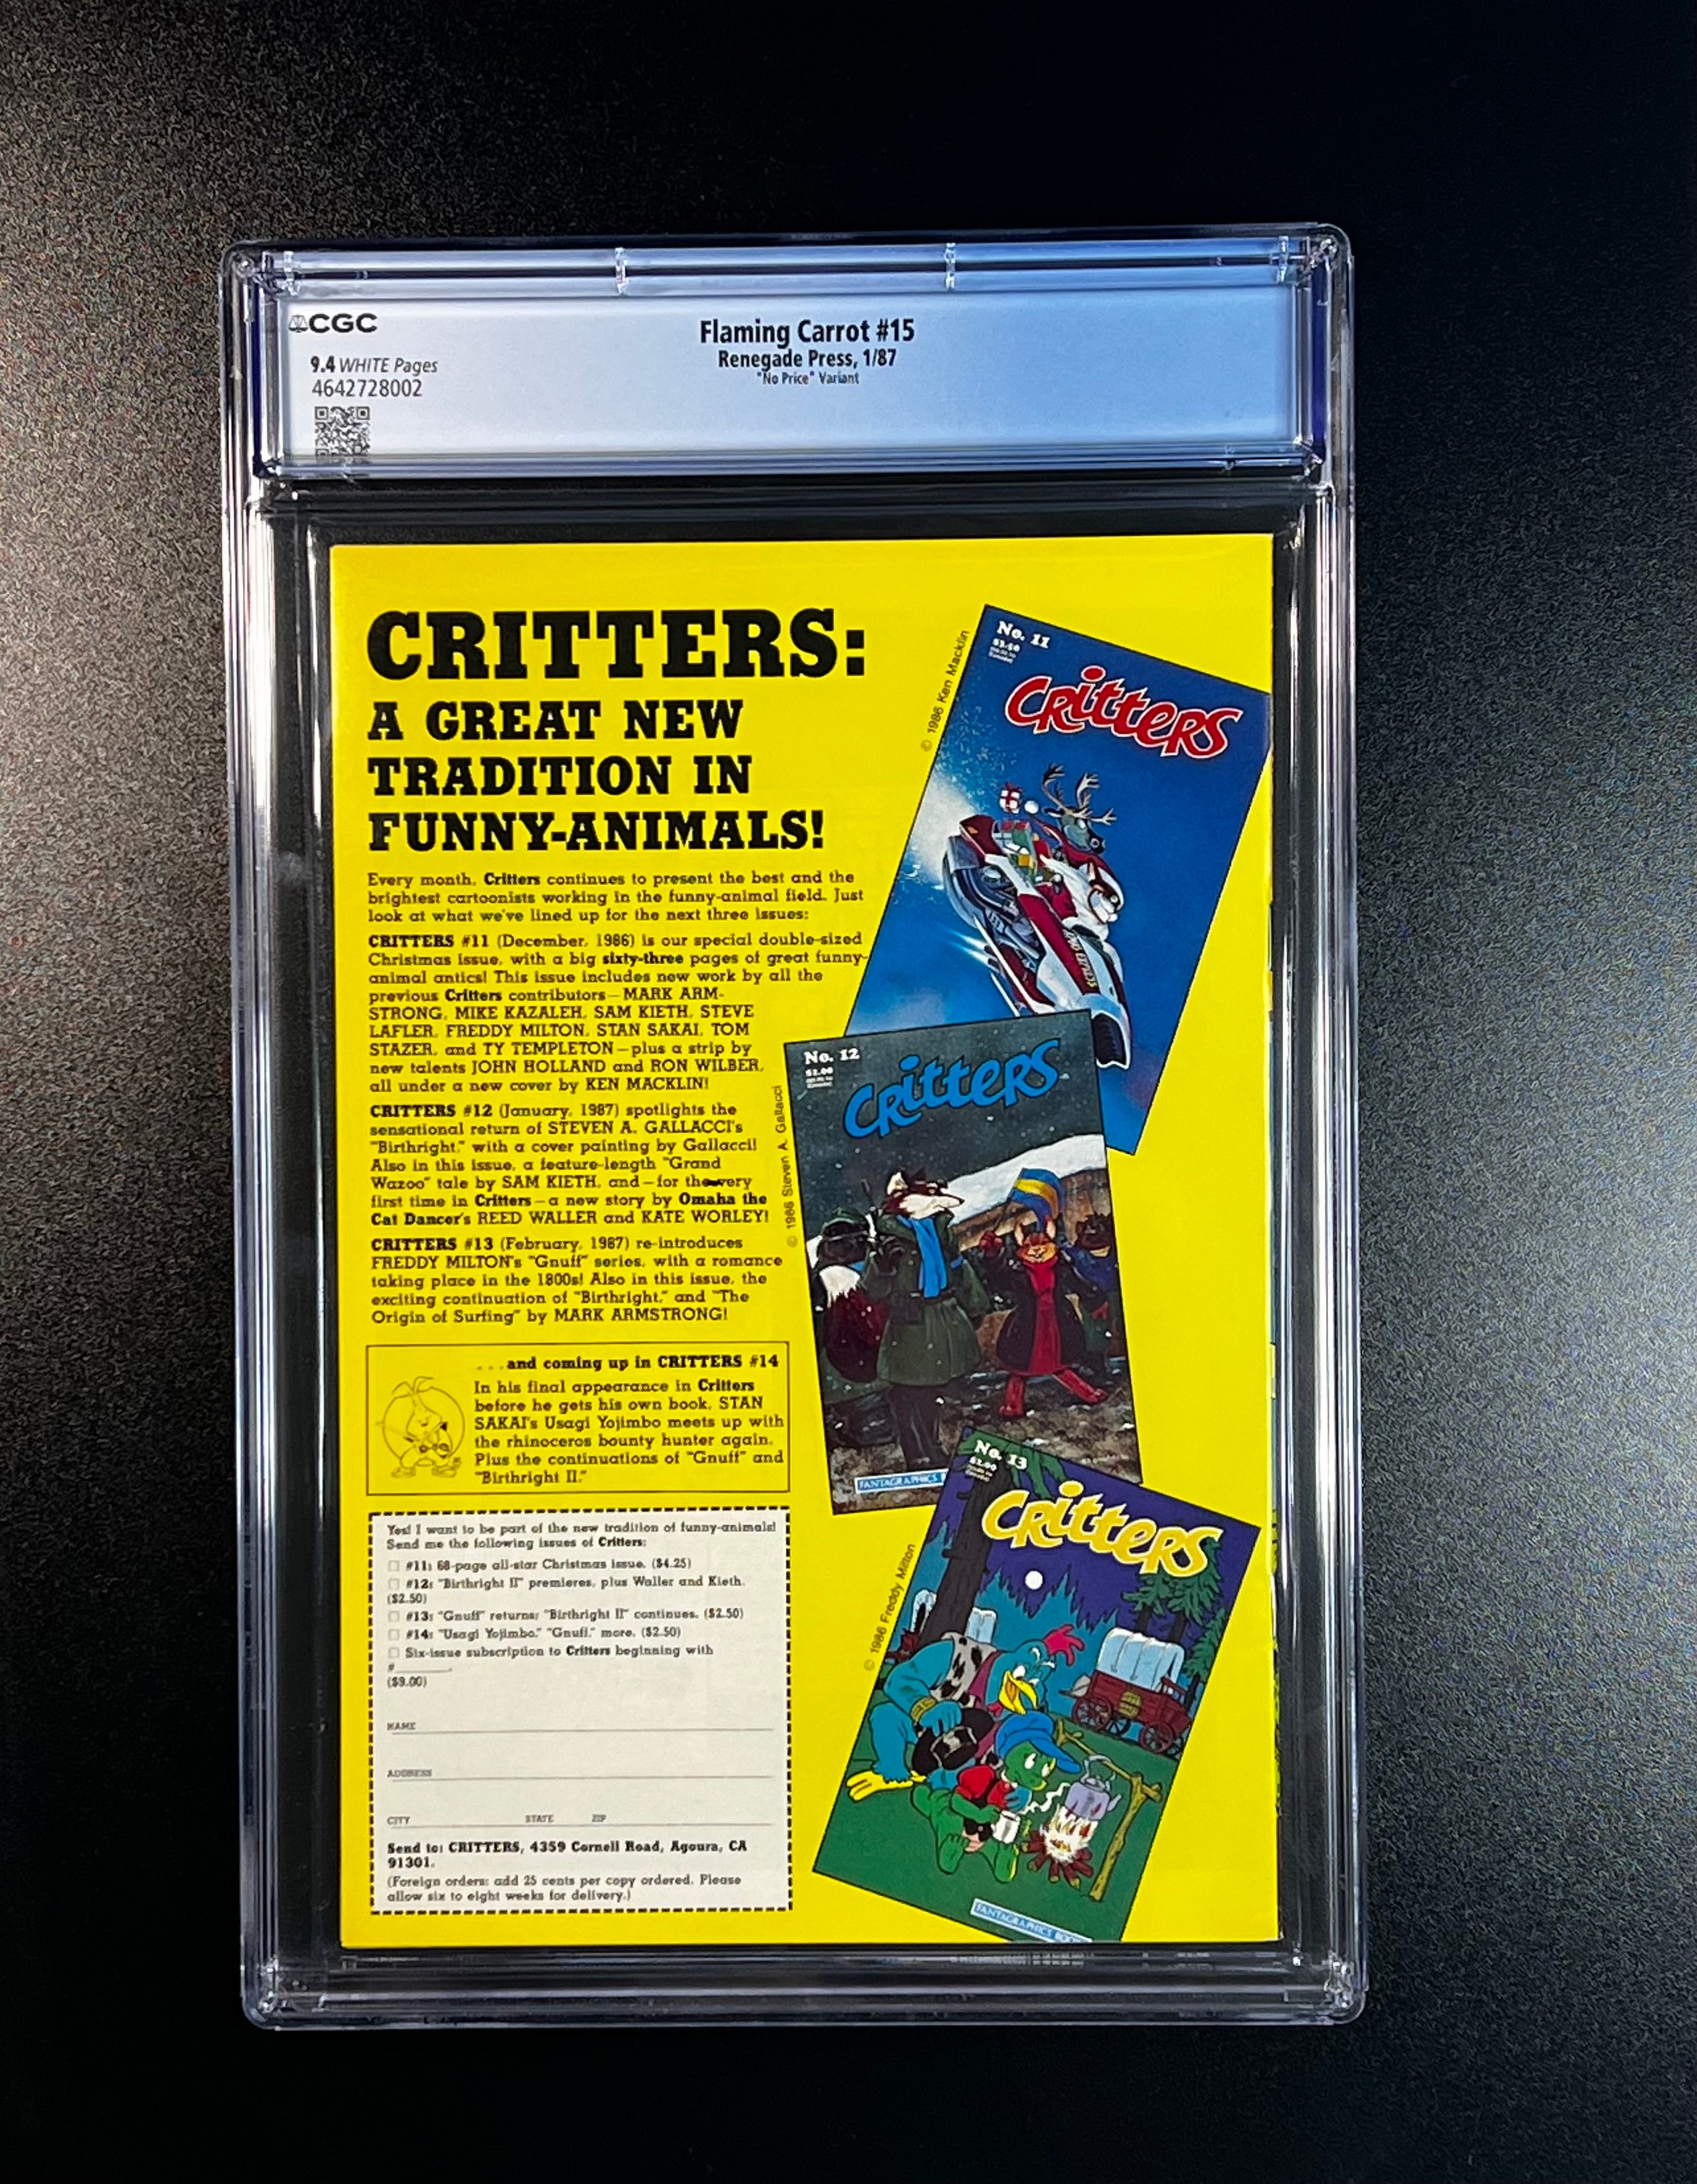 CGC
9.4 WHITE Pages
4642728002
Flaming Carrot #15
Renegade Press, 1/87
"No Price" Variant
CRITTERS:
A GREAT NEW
TRADITION IN
FUNNY-ANIMALS!
Every month, Critters continues to present the best and the
brightest cartoonists working in the funny-animal field. Just
look at what we've lined up for the next three issues:
CRITTERS #11 (December, 1986) is our special double-sized
Christmas issue, with a big sixty-three pages of great funny-
animal antics! This issue includes new work by all the
previous Critters contributors—MARK ARM-
STRONG, MIKE KAZALEH, SAM KIETH, STEVE
LAFLER, FREDDY MILTON, STAN SAKAI, TOM
STAZER, and TY TEMPLETON—plus a strip by
new talents JOHN HOLLAND and RON WILBER,
all under a new cover by KEN MACKLIN!
CRITTERS #12 (January, 1987) spotlights the
sensational return of STEVEN A. GALLACCI's
"Birthright," with a cover painting by Gallacci!
Also in this issue, a feature-length "Grand
Wazoo" tale by SAM KIETH, and—for the very
first time in Critters—a new story by Omaha the
Cat Dancer's REED WALLER and KATE WORLEY!
CRITTERS #13 (February, 1987) re-introduces
FREDDY MILTON's "Gnuff" series, with a romance
taking place in the 1800s! Also in this issue, the
exciting continuation of "Birthright," and "The
Origin of Surfing" by MARK ARMSTRONG!
. . . and coming up in CRITTERS #14
In his final appearance in Critters
before he gets his own book, STAN
SAKAI's Usagi Yojimbo meets up with
the rhinoceros bounty hunter again.
Plus the continuations of "Gnuff" and
"Birthright II."
Yes! I want to be part of the new tradition of funny-animals!
Send me the following issues of Critters:
#11: 68-page all-star Christmas issue. ($4.25)
#12: "Birthright II" premieres, plus Waller and Kieth.
($2.50)
#13: "Gnuff" returns; "Birthright II" continues. ($2.50)
#14: "Usagi Yojimbo," "Gnuff," more. ($2.50)
Six-issue subscription to Critters beginning with
#
($9.00)
NAME
ADDRESS
CITY STATE ZIP
Send to: CRITTERS, 4359 Cornell Road, Agoura, CA
91301.
(Foreign orders: add 25 cents per copy ordered. Please
allow six to eight weeks for delivery.)
© 1986 Ken Macklin
No. 11
$3.50
Critters
© 1986 Steven A. Gallacci
No. 12
$2.00
Critters
FANTAGRAPHICS B
© 1986 Freddy Milton
No. 13
$2.00
Critters
FANTAGRAPHICS BOO